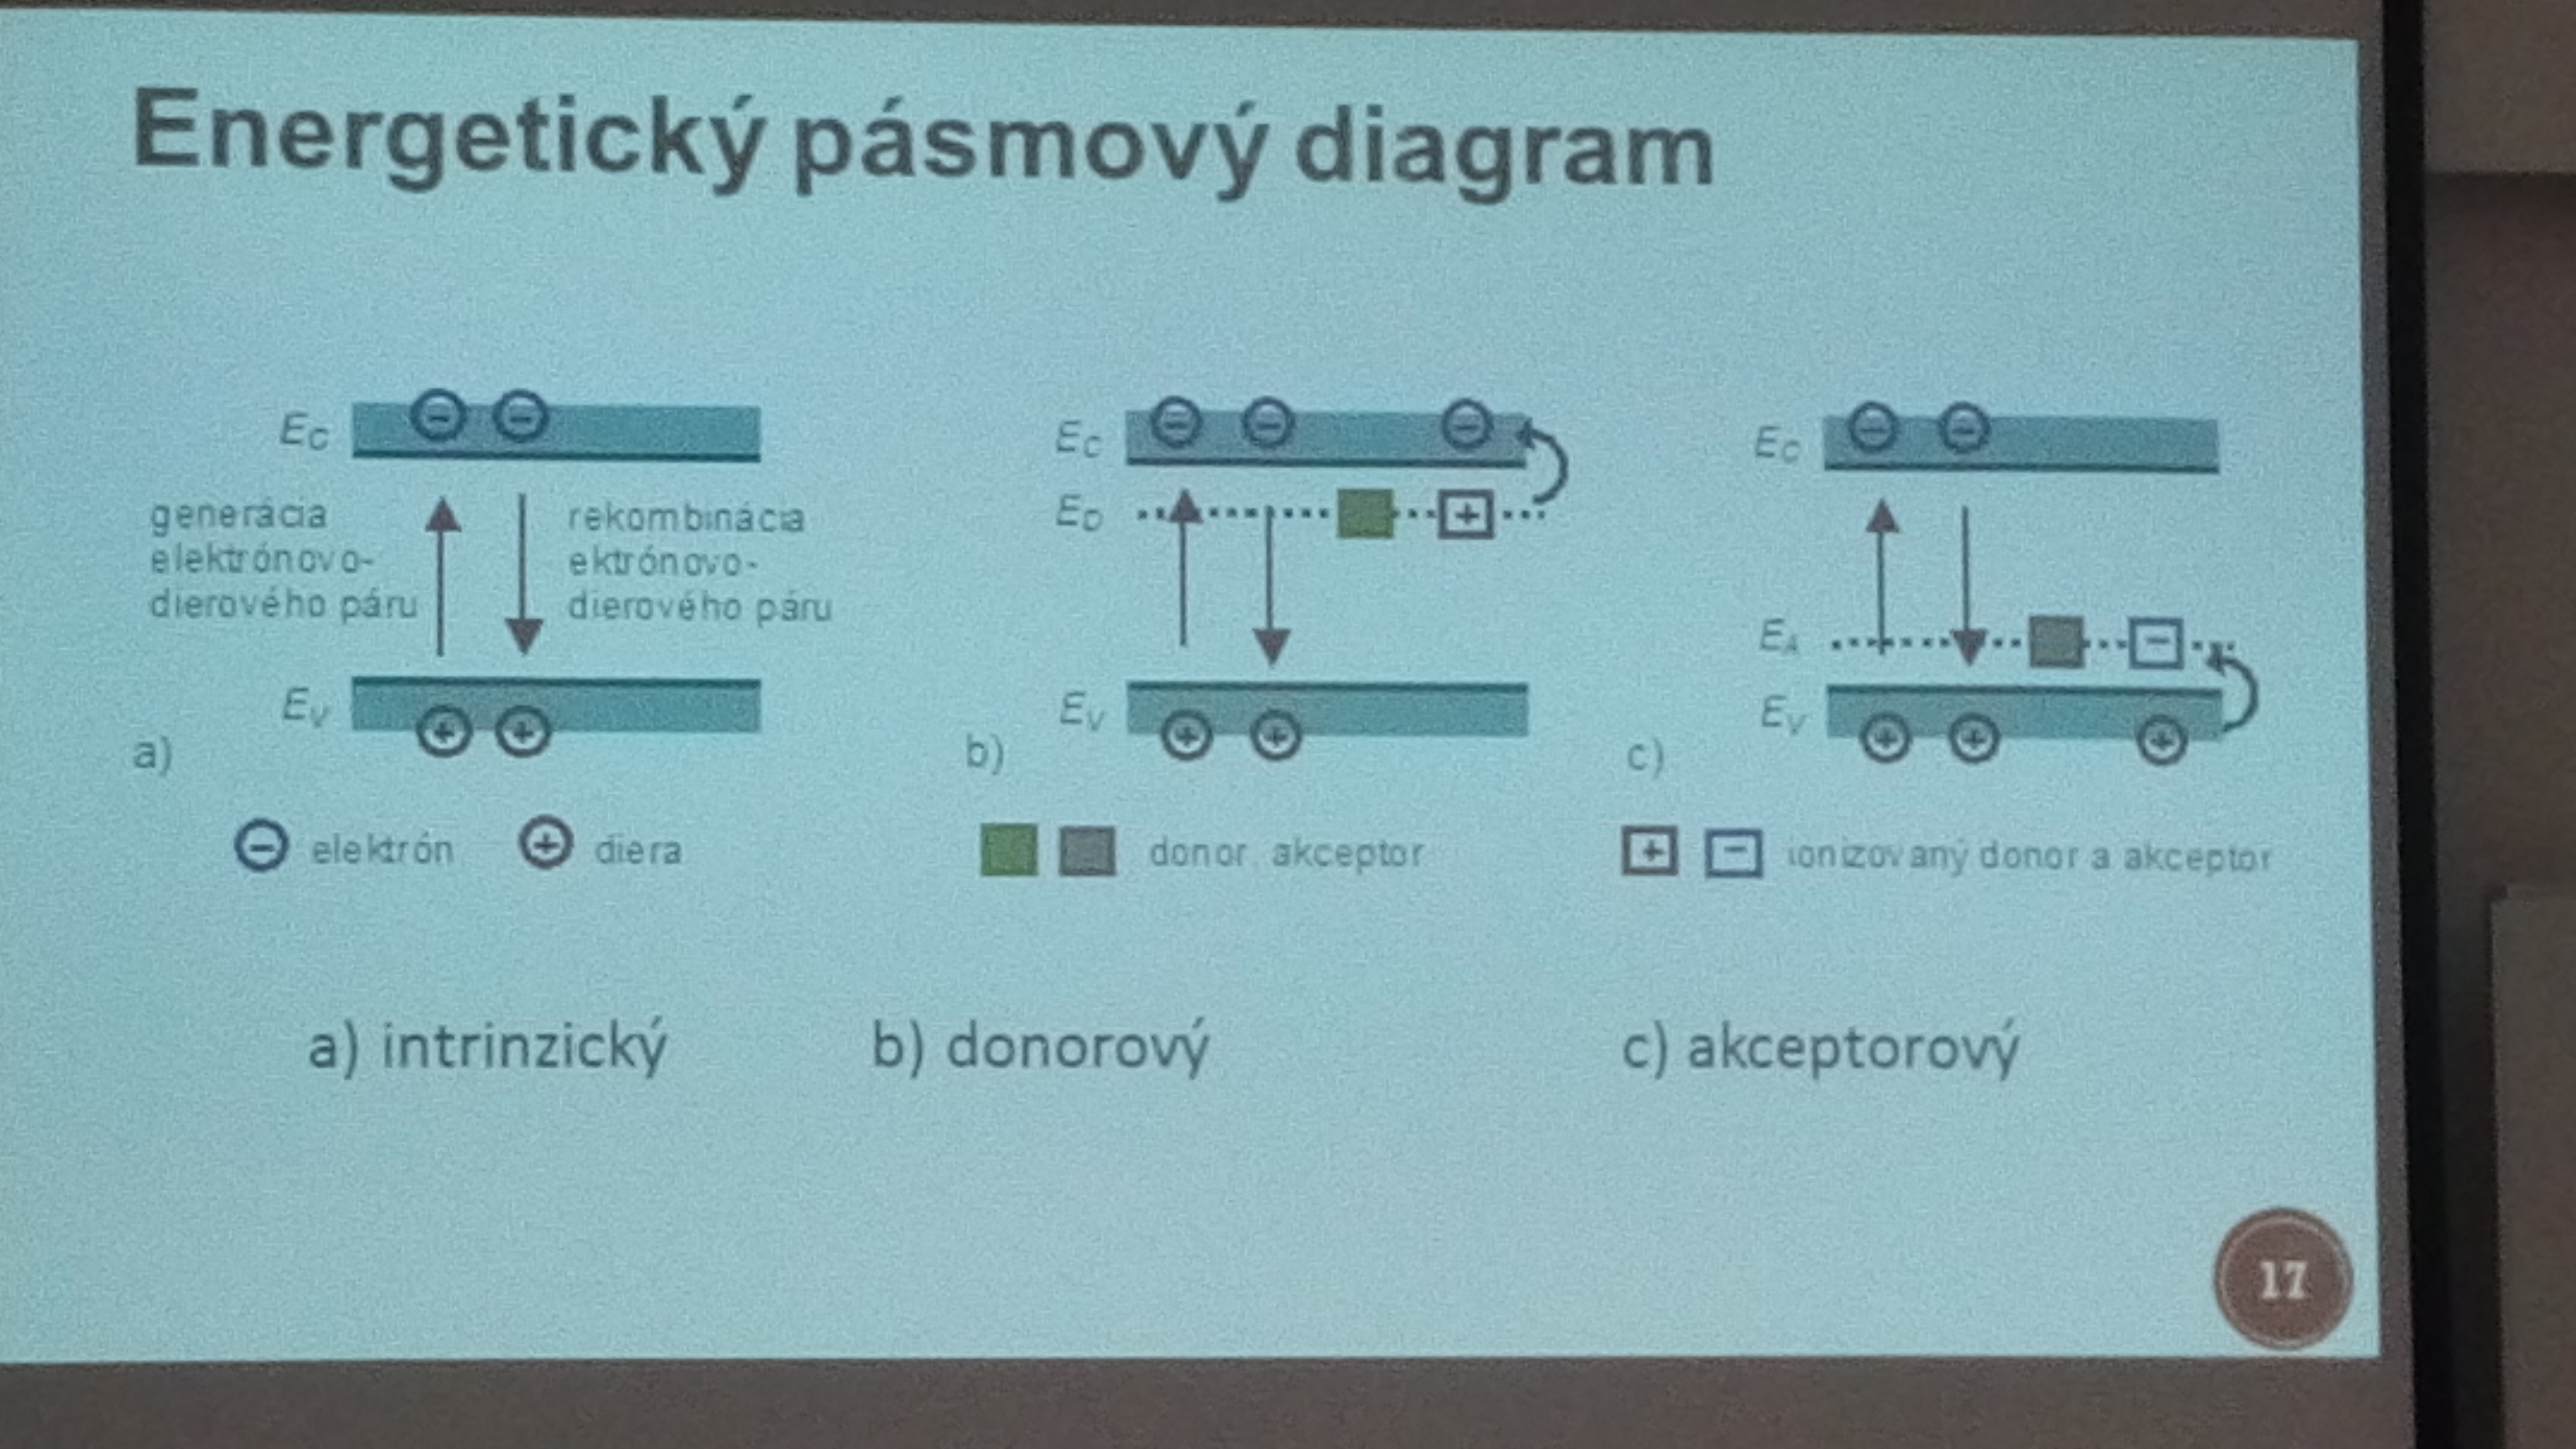 Energetický pásmový diagram
E_C
generácia
elektrónovo-
dierového páru
rekombinácia
ektrónovo-
dierového páru
E_V
a)
E_C
E_D
E_V
b)
E_C
E_A
E_V
c)
elektrón
diera
donor, akceptor
ionizovaný donor a akceptor
a) intrinzický
b) donorový
c) akceptorový
17